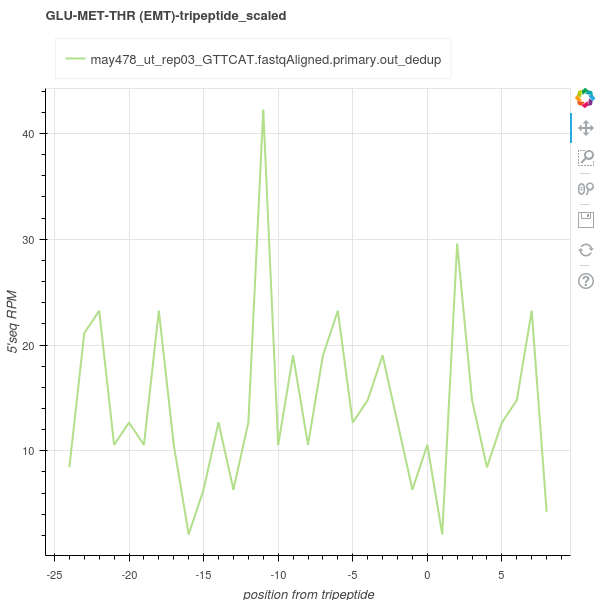 GLU-MET-THR (EMT)-tripeptide_scaled
may478_ut_rep03_GTTCAT.fastqAligned.primary.out_dedup
40
30
20
10
5'seq RPM
-25 -20 -15 -10 -5 0 5
position from tripeptide